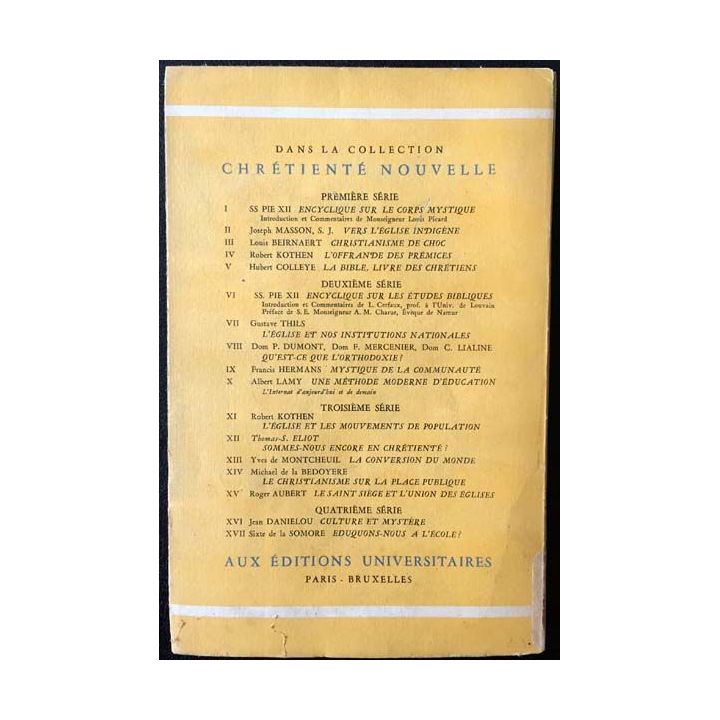 DANS LA COLLECTION
CHRÉTIENTÉ NOUVELLE
PREMIÈRE SÉRIE
I SS PIE XII ENCYCLIQUE SUR LE CORPS MYSTIQUE
Introduction et Commentaires de Monseigneur Louis Picard
II Joseph MASSON, S. J. VERS L'ÉGLISE INDIGÈNE
III Louis BEIRNAERT CHRISTIANISME DE CHOC
IV Robert KOTHEN L'OFFRANDE DES PRÉMICES
V Hubert COLLEYE LA BIBLE, LIVRE DES CHRÉTIENS
DEUXIÈME SÉRIE
VI SS. PIE XII ENCYCLIQUE SUR LES ÉTUDES BIBLIQUES
Introduction et Commentaires de L. Cerfaux, prof. à l'Univ. de Louvain
Préface de S. E. Monseigneur A. M. Charue, Évêque de Namur
VII Gustave THILS
L'ÉGLISE ET NOS INSTITUTIONS NATIONALES
VIII Dom P. DUMONT, Dom F. MERCENIER, Dom C. LIALINE
QU'EST-CE QUE L'ORTHODOXIE?
IX Francis HERMANS MYSTIQUE DE LA COMMUNAUTÉ
X Albert LAMY UNE MÉTHODE MODERNE D'ÉDUCATION
L'Internat d'aujourd'hui et de demain
TROISIÈME SÉRIE
XI Robert KOTHEN
L'ÉGLISE ET LES MOUVEMENTS DE POPULATION
XII Thomas-S. ELIOT
SOMMES-NOUS ENCORE EN CHRÉTIENTÉ?
XIII Yves de MONTCHEUIL LA CONVERSION DU MONDE
XIV Michael de la BEDOYERE
LE CHRISTIANISME SUR LA PLACE PUBLIQUE
XV Roger AUBERT LE SAINT SIÈGE ET L'UNION DES ÉGLISES
QUATRIÈME SÉRIE
XVI Jean DANIELOU CULTURE ET MYSTÈRE
XVII Sixte de la SOMORE EDUQUONS-NOUS A L'ÉCOLE?
AUX ÉDITIONS UNIVERSITAIRES
PARIS - BRUXELLES